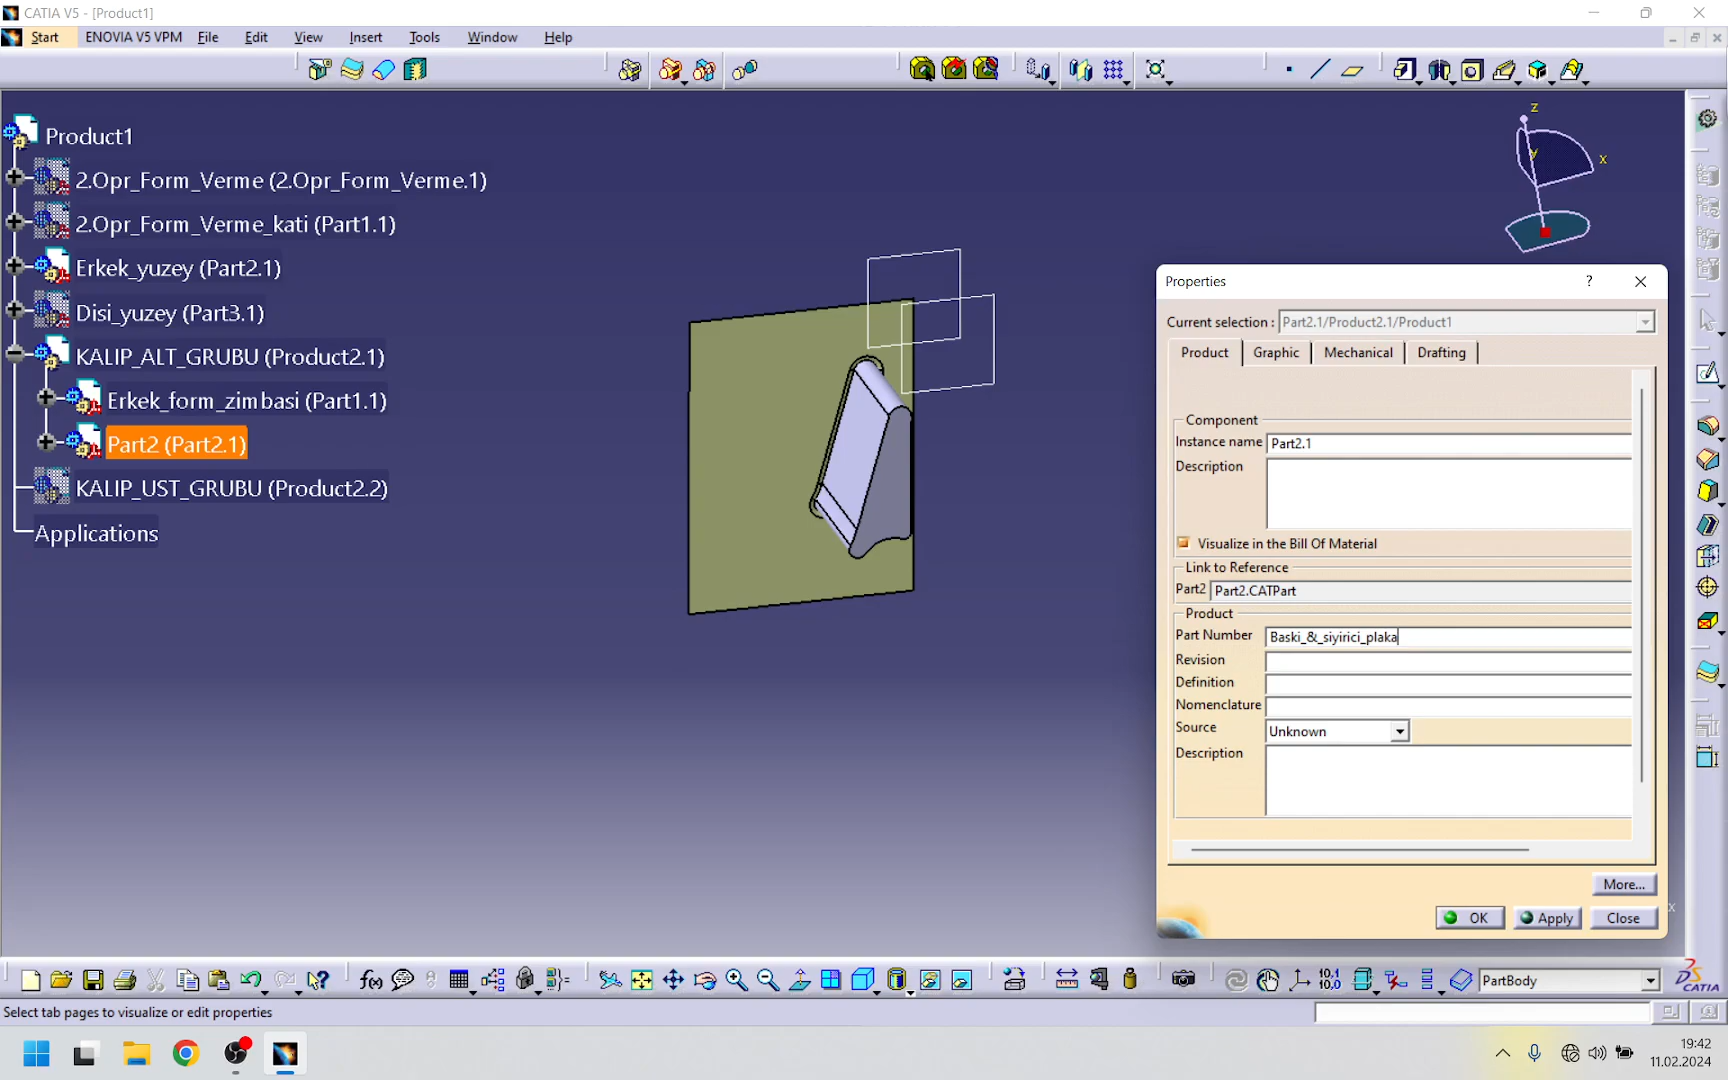 CATIA V5 - [Product1]
Start ENOVIA V5 VPM File Edit View Insert Tools Window Help
Product1
2.Opr_Form_Verme (2.Opr_Form_Verme.1)
2.Opr_Form_Verme_kati (Part1.1)
Erkek_yuzey (Part2.1)
Disi_yuzey (Part3.1)
KALIP_ALT_GRUBU (Product2.1)
Erkek_form_zimbasi (Part1.1)
Part2 (Part2.1)
KALIP_UST_GRUBU (Product2.2)
Applications
z
y
x
Properties
?
Current selection : Part2.1/Product2.1/Product1
Product Graphic Mechanical Drafting
Component
Instance name Part2.1
Description
Visualize in the Bill Of Material
Link to Reference
Part2 Part2.CATPart
Product
Part Number Baski_&_siyirici_plaka
Revision
Definition
Nomenclature
Source Unknown
Description
More...
OK Apply Close
x
f(x)
10,1
10,0
PartBody
CATIA
Select tab pages to visualize or edit properties
19:42
11.02.2024